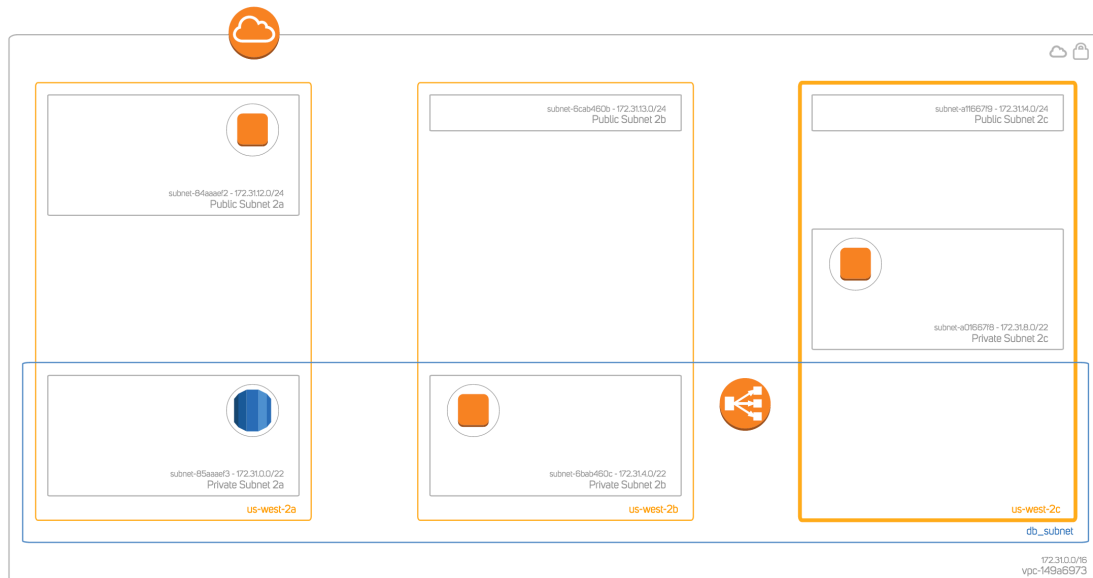 subnet-84aaaef2 - 172.31.12.0/24
Public Subnet 2a
subnet-6cab460b - 172.31.13.0/24
Public Subnet 2b
subnet-a11667f9 - 172.31.14.0/24
Public Subnet 2c
subnet-a01667f8 - 172.31.8.0/22
Private Subnet 2c
subnet-85aaaef3 - 172.31.0.0/22
Private Subnet 2a
us-west-2a
subnet-6bab460c - 172.31.4.0/22
Private Subnet 2b
us-west-2b
us-west-2c
db_subnet
172.31.0.0/16
vpc-149a6973